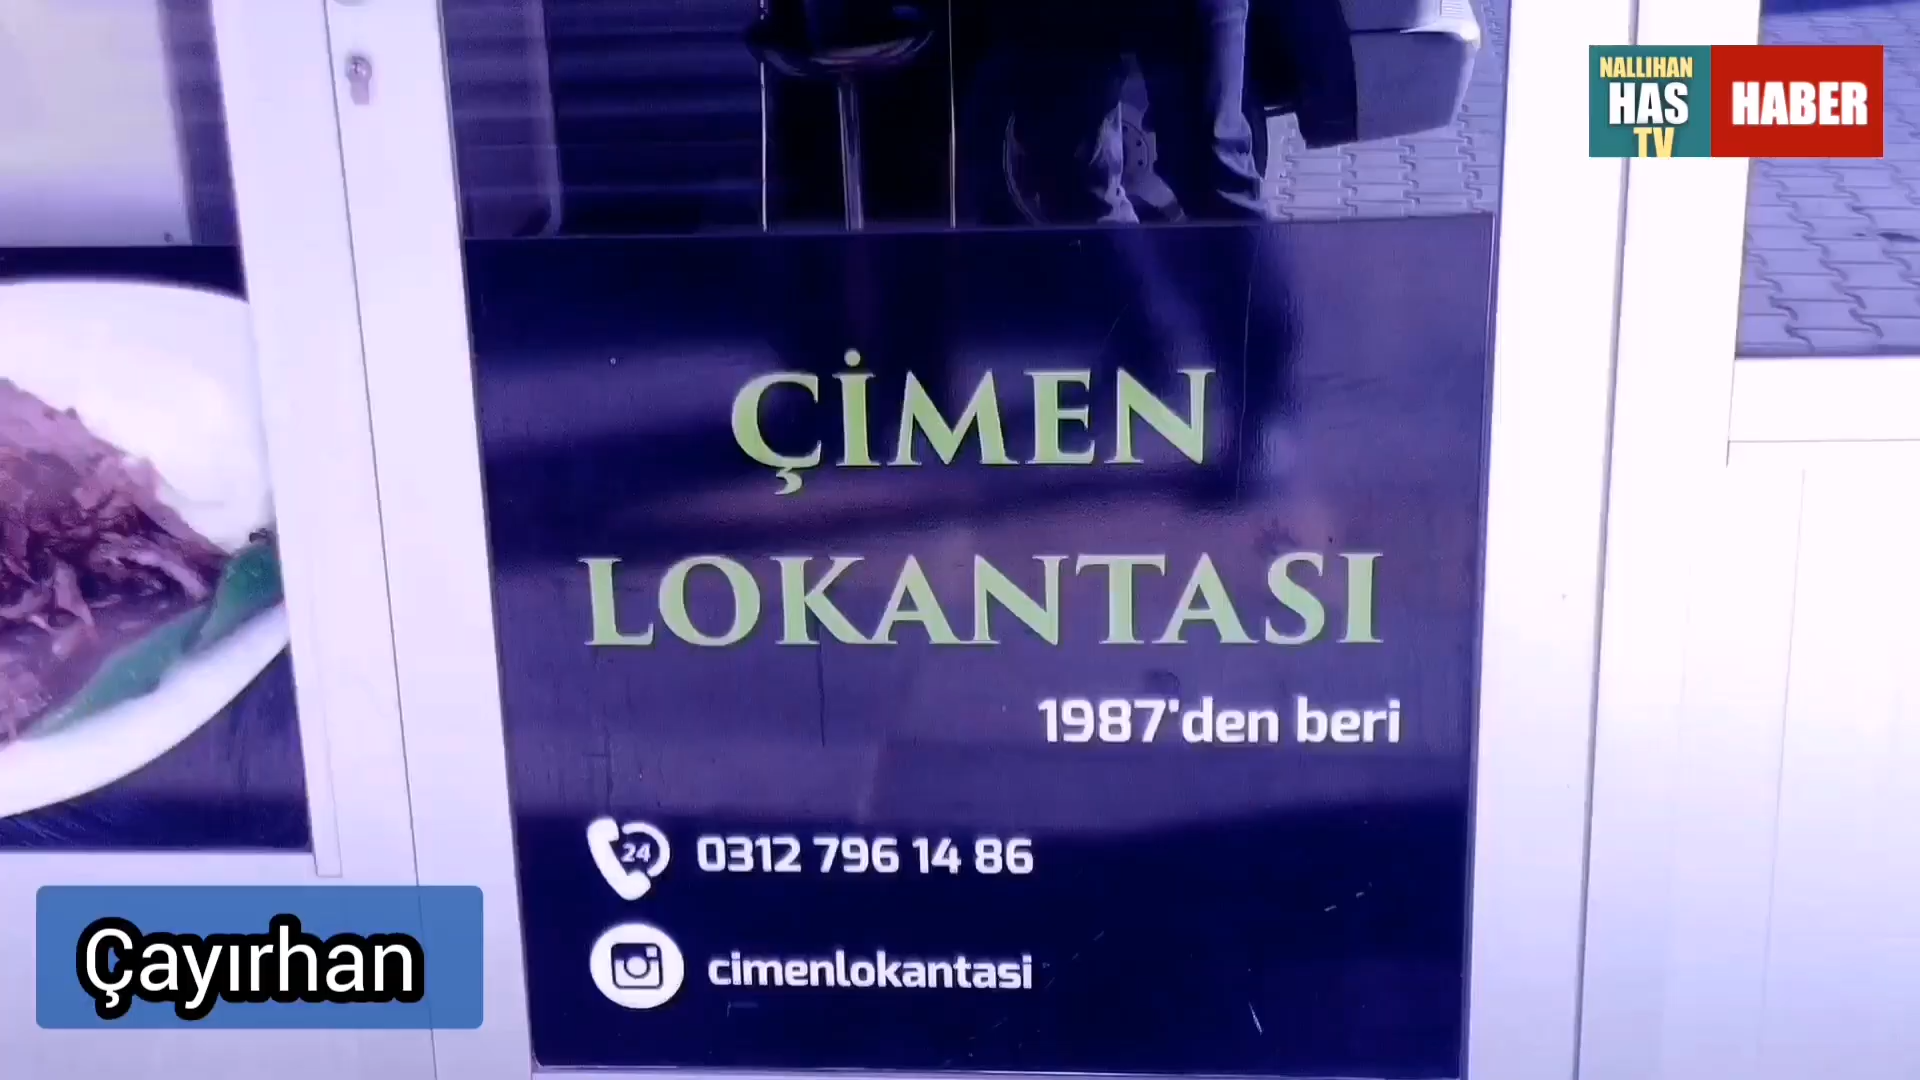 NALLIHAN
HAS
TV
HABER
ÇİMEN
LOKANTASI
1987'den beri
24
0312 796 14 86
cimenlokantasi
Çayırhan